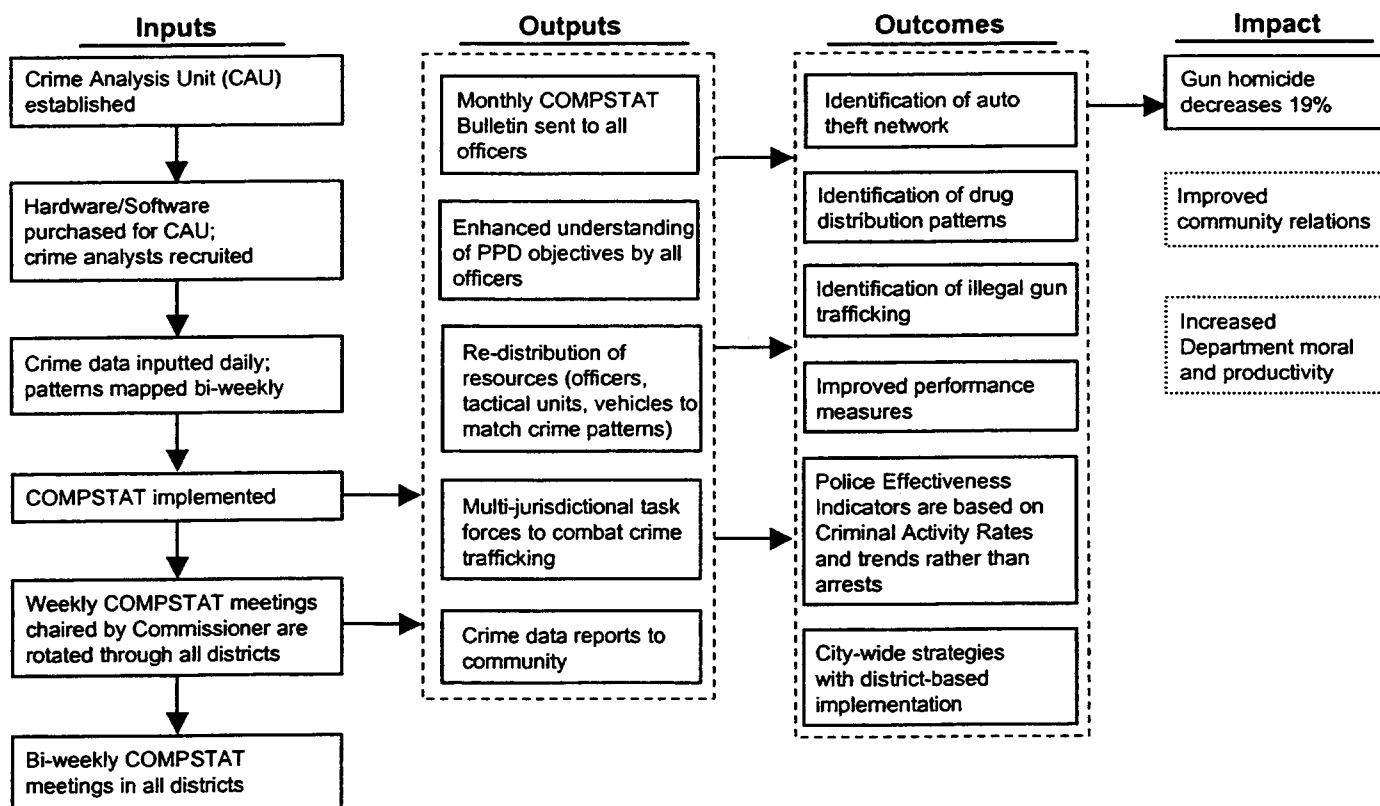 Inputs
Crime Analysis Unit (CAU)
established
Hardware/Software
purchased for CAU;
crime analysts recruited
Crime data inputted daily;
patterns mapped bi-weekly
COMPSTAT implemented
Weekly COMPSTAT meetings
chaired by Commissioner are
rotated through all districts
Bi-weekly COMPSTAT
meetings in all districts
Outputs
Monthly COMPSTAT
Bulletin sent to all
officers
Enhanced understanding
of PPD objectives by all
officers
Re-distribution of
resources (officers,
tactical units, vehicles to
match crime patterns)
Multi-jurisdictional task
forces to combat crime
trafficking
Crime data reports to
community
Outcomes
Identification of auto
theft network
Identification of drug
distribution patterns
Identification of illegal gun
trafficking
Improved performance
measures
Police Effectiveness
Indicators are based on
Criminal Activity Rates
and trends rather than
arrests
City-wide strategies
with district-based
implementation
Impact
Gun homicide
decreases 19%
Improved
community relations
Increased
Department moral
and productivity